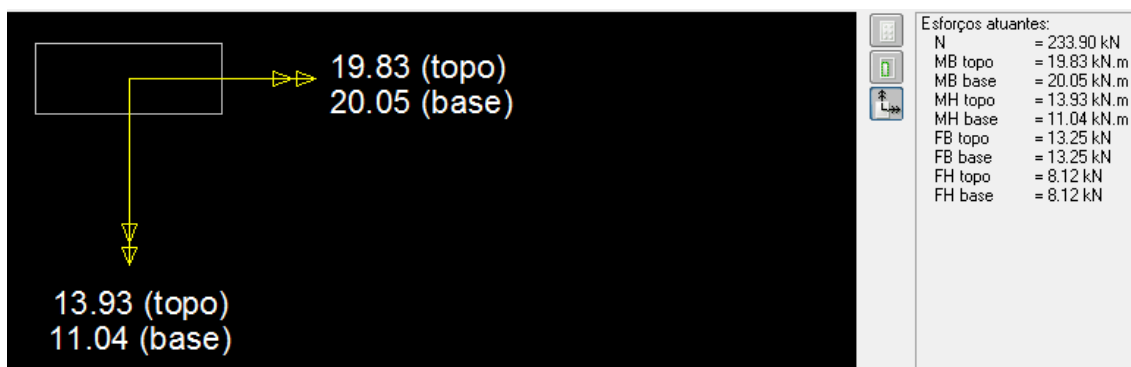 19.83 (topo)
20.05 (base)
13.93 (topo)
11.04 (base)
Esforços atuantes:
N = 233.90 kN
MB topo = 19.83 kN.m
MB base = 20.05 kN.m
MH topo = 13.93 kN.m
MH base = 11.04 kN.m
FB topo = 13.25 kN
FB base = 13.25 kN
FH topo = 8.12 kN
FH base = 8.12 kN